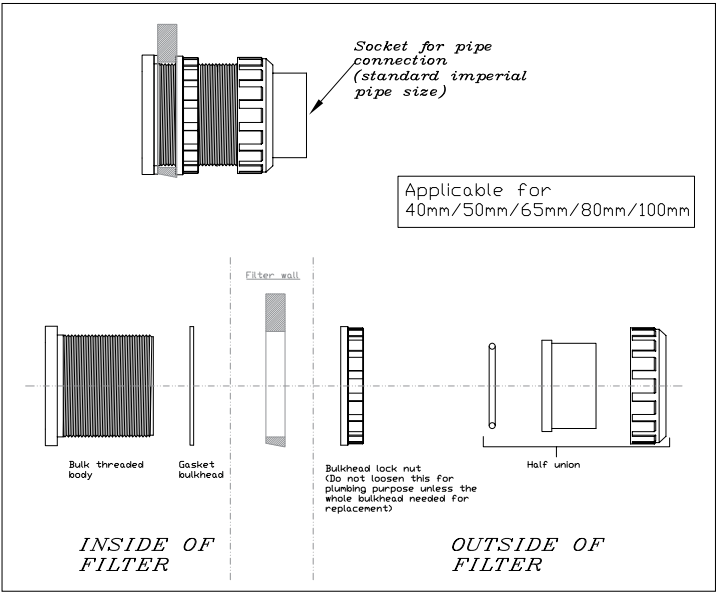 Socket for pipe
connection
(standard imperial
pipe size)
Applicable for
40mm/50mm/65mm/80mm/100mm
Filter wall
Bulk threaded
body
Gasket
bulkhead
Bulkhead lock nut
(Do not loosen this for
plumbing purpose unless the
whole bulkhead needed for
replacement)
Half union
INSIDE OF
FILTER
OUTSIDE OF
FILTER